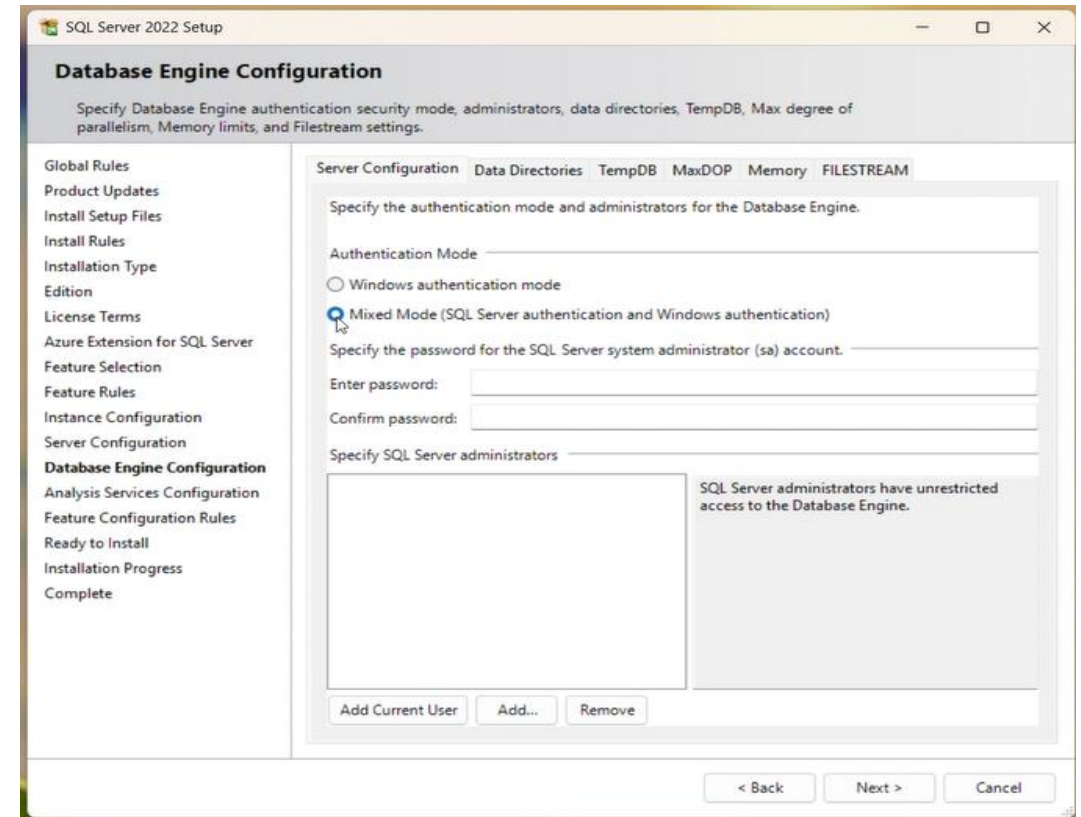 SQL Server 2022 Setup
Database Engine Configuration
Specify Database Engine authentication security mode, administrators, data directories, TempDB, Max degree of
parallelism, Memory limits, and Filestream settings.
Global Rules
Product Updates
Install Setup Files
Install Rules
Installation Type
Edition
License Terms
Azure Extension for SQL Server
Feature Selection
Feature Rules
Instance Configuration
Server Configuration
Database Engine Configuration
Analysis Services Configuration
Feature Configuration Rules
Ready to Install
Installation Progress
Complete
Server Configuration Data Directories TempDB MaxDOP Memory FILESTREAM
Specify the authentication mode and administrators for the Database Engine.
Authentication Mode
Windows authentication mode
Mixed Mode (SQL Server authentication and Windows authentication)
Specify the password for the SQL Server system administrator (sa) account.
Enter password:
Confirm password:
Specify SQL Server administrators
SQL Server administrators have unrestricted
access to the Database Engine.
Add Current User Add... Remove
< Back Next > Cancel